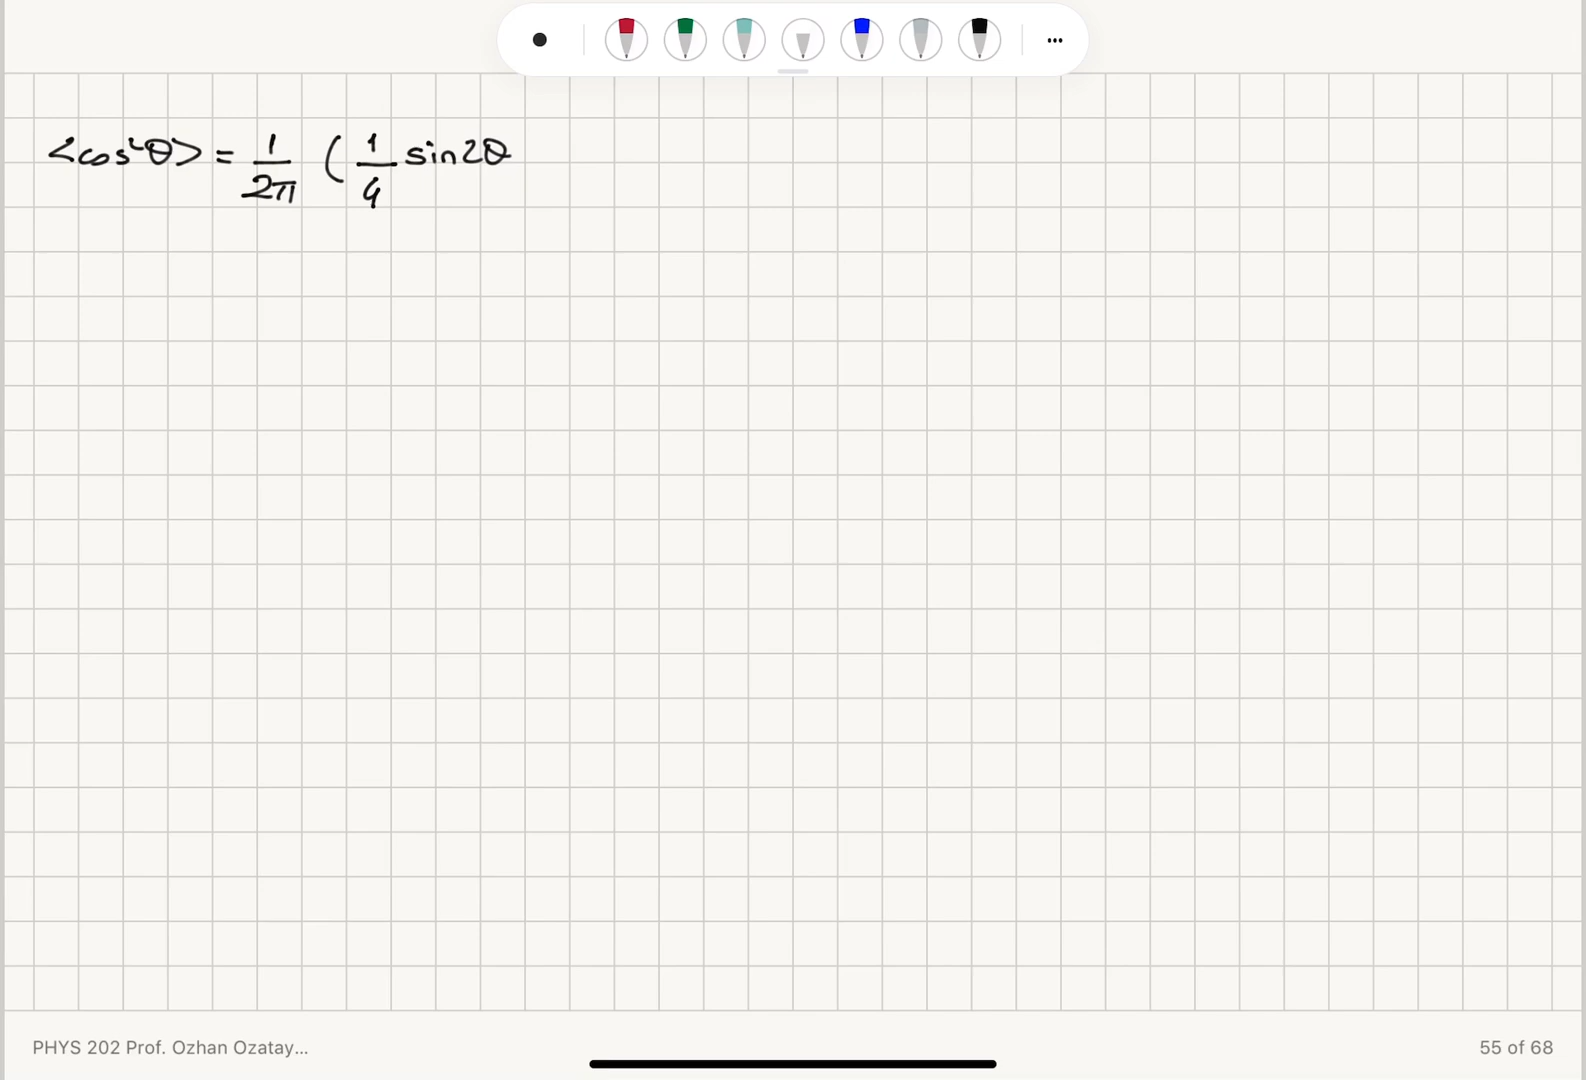 <cos²θ> = 1/2π ( 1/4 sin2θ
PHYS 202 Prof. Ozhan Ozatay...
55 of 68